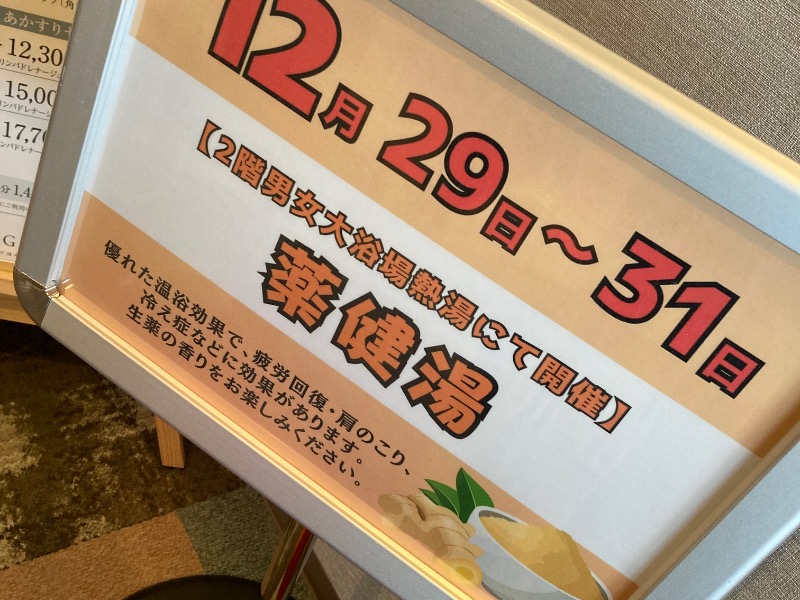 12月29日～31日
【2階男女大浴場熱湯にて開催】
薬健湯
優れた温浴効果で、疲労回復・肩のこり、
冷え症などに効果があります。
生薬の香りをお楽しみください。
あかすり
12,30
15,00
17,70
分 1,4